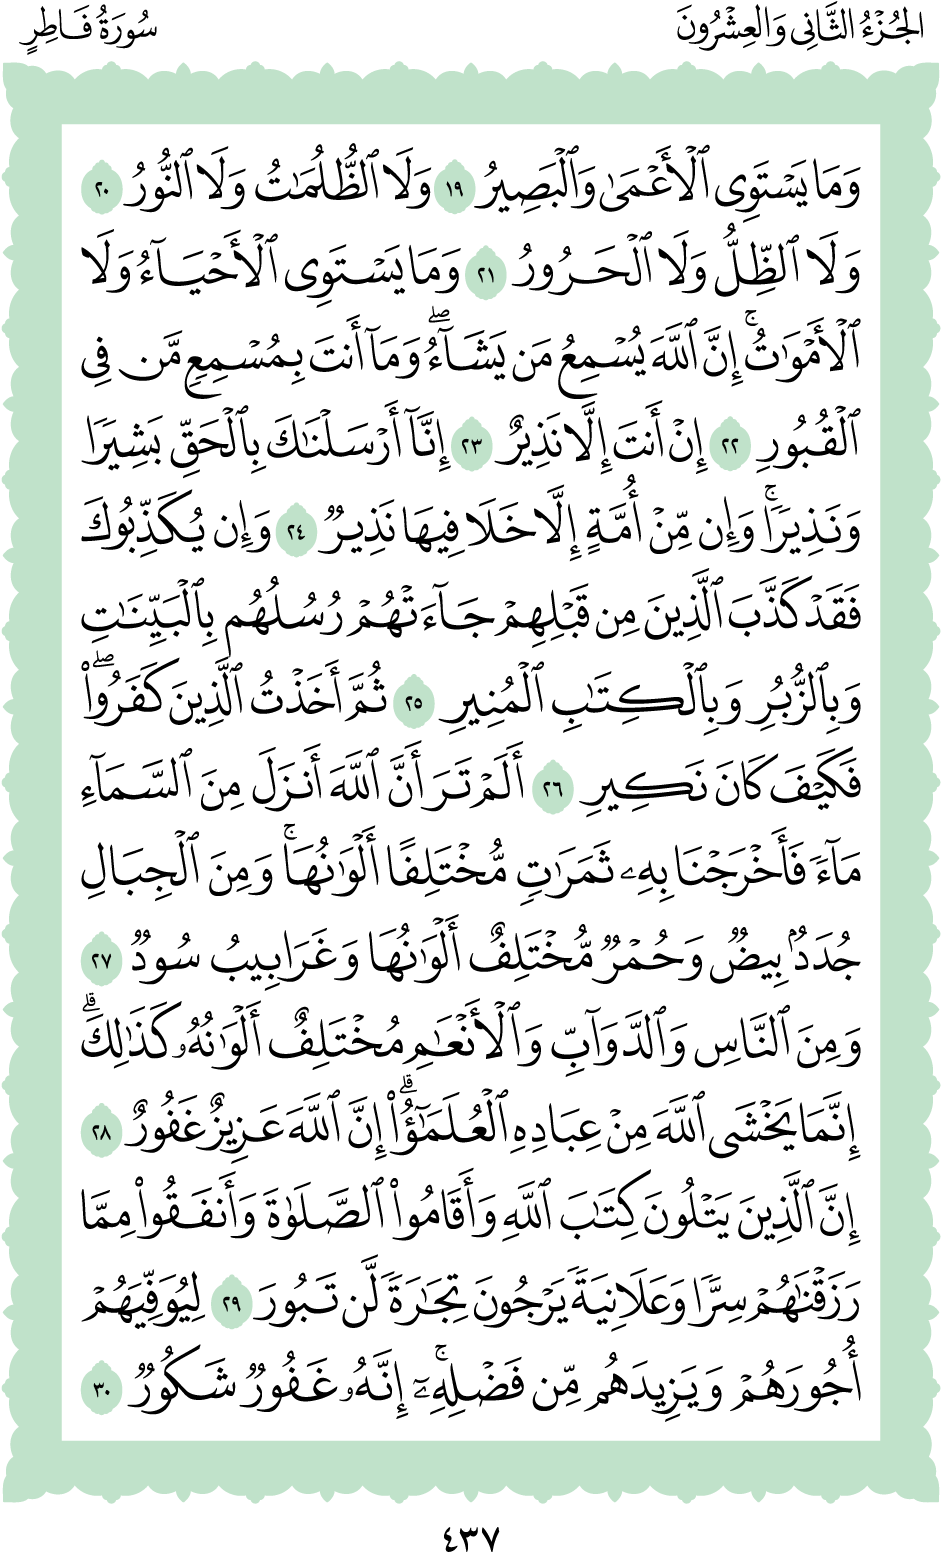 الجُزْءُ الثَّانِي وَالعِشْرُونَ
سُورَةُ فَاطِرٍ
وَمَا يَسْتَوِي ٱلْأَعْمَىٰ وَٱلْبَصِيرُ ١٩ وَلَا ٱلظُّلُمَٰتُ وَلَا ٱلنُّورُ ٢٠
وَلَا ٱلظِّلُّ وَلَا ٱلْحَرُورُ ٢١ وَمَا يَسْتَوِي ٱلْأَحْيَآءُ وَلَا
ٱلْأَمْوَٰتُۚ إِنَّ ٱللَّهَ يُسْمِعُ مَن يَشَآءُۖ وَمَآ أَنتَ بِمُسْمِعٍ مَّن فِي
ٱلْقُبُورِ ٢٢ إِنْ أَنتَ إِلَّا نَذِيرٌ ٢٣ إِنَّآ أَرْسَلْنَٰكَ بِٱلْحَقِّ بَشِيرًا
وَنَذِيرًاۚ وَإِن مِّنْ أُمَّةٍ إِلَّا خَلَا فِيهَا نَذِيرٌ ٢٤ وَإِن يُكَذِّبُوكَ
فَقَدْ كَذَّبَ ٱلَّذِينَ مِن قَبْلِهِمْ جَآءَتْهُمْ رُسُلُهُم بِٱلْبَيِّنَٰتِ
وَبِٱلزُّبُرِ وَبِٱلْكِتَٰبِ ٱلْمُنِيرِ ٢٥ ثُمَّ أَخَذْتُ ٱلَّذِينَ كَفَرُواْۖ
فَكَيْفَ كَانَ نَكِيرِ ٢٦ أَلَمْ تَرَ أَنَّ ٱللَّهَ أَنزَلَ مِنَ ٱلسَّمَآءِ
مَآءً فَأَخْرَجْنَا بِهِۦ ثَمَرَٰتٍ مُّخْتَلِفًا أَلْوَٰنُهَاۚ وَمِنَ ٱلْجِبَالِ
جُدَدُۢ بِيضٌ وَحُمْرٌ مُّخْتَلِفٌ أَلْوَٰنُهَا وَغَرَابِيبُ سُودٌ ٢٧
وَمِنَ ٱلنَّاسِ وَٱلدَّوَآبِّ وَٱلْأَنْعَٰمِ مُخْتَلِفٌ أَلْوَٰنُهُۥ كَذَٰلِكَۗ
إِنَّمَا يَخْشَى ٱللَّهَ مِنْ عِبَادِهِ ٱلْعُلَمَٰٓؤُاْۗ إِنَّ ٱللَّهَ عَزِيزٌ غَفُورٌ ٢٨
إِنَّ ٱلَّذِينَ يَتْلُونَ كِتَٰبَ ٱللَّهِ وَأَقَامُواْ ٱلصَّلَوٰةَ وَأَنفَقُواْ مِمَّا
رَزَقْنَٰهُمْ سِرًّا وَعَلَانِيَةً يَرْجُونَ تِجَٰرَةً لَّن تَبُورَ ٢٩ لِيُوَفِّيَهُمْ
أُجُورَهُمْ وَيَزِيدَهُم مِّن فَضْلِهِۦٓۚ إِنَّهُۥ غَفُورٌ شَكُورٌ ٣٠
٤٣٧